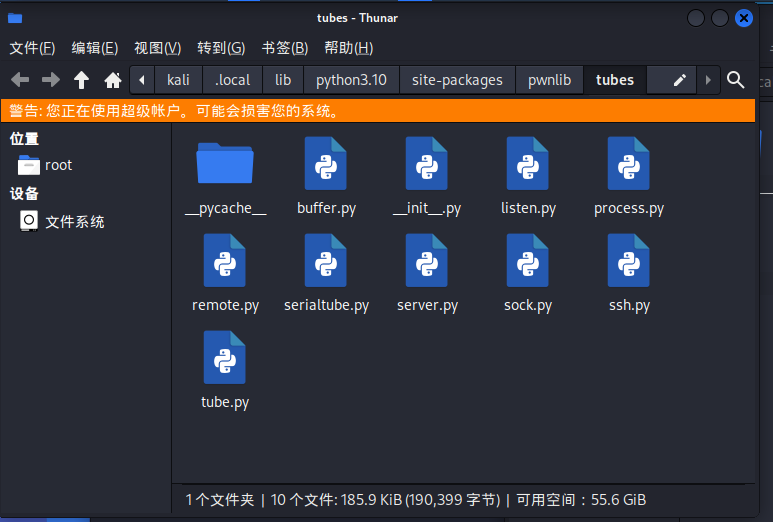 tubes - Thunar
文件(F) 编辑(E) 视图(V) 转到(G) 书签(B) 帮助(H)
kali .local lib python3.10 site-packages pwnlib tubes
警告: 您正在使用超级帐户。可能会损害您的系统。
位置
root
设备
文件系统
__pycache__ buffer.py __init__.py listen.py process.py
remote.py serialtube.py server.py sock.py ssh.py
tube.py
1 个文件夹 | 10 个文件: 185.9 KiB (190,399 字节) | 可用空间：55.6 GiB